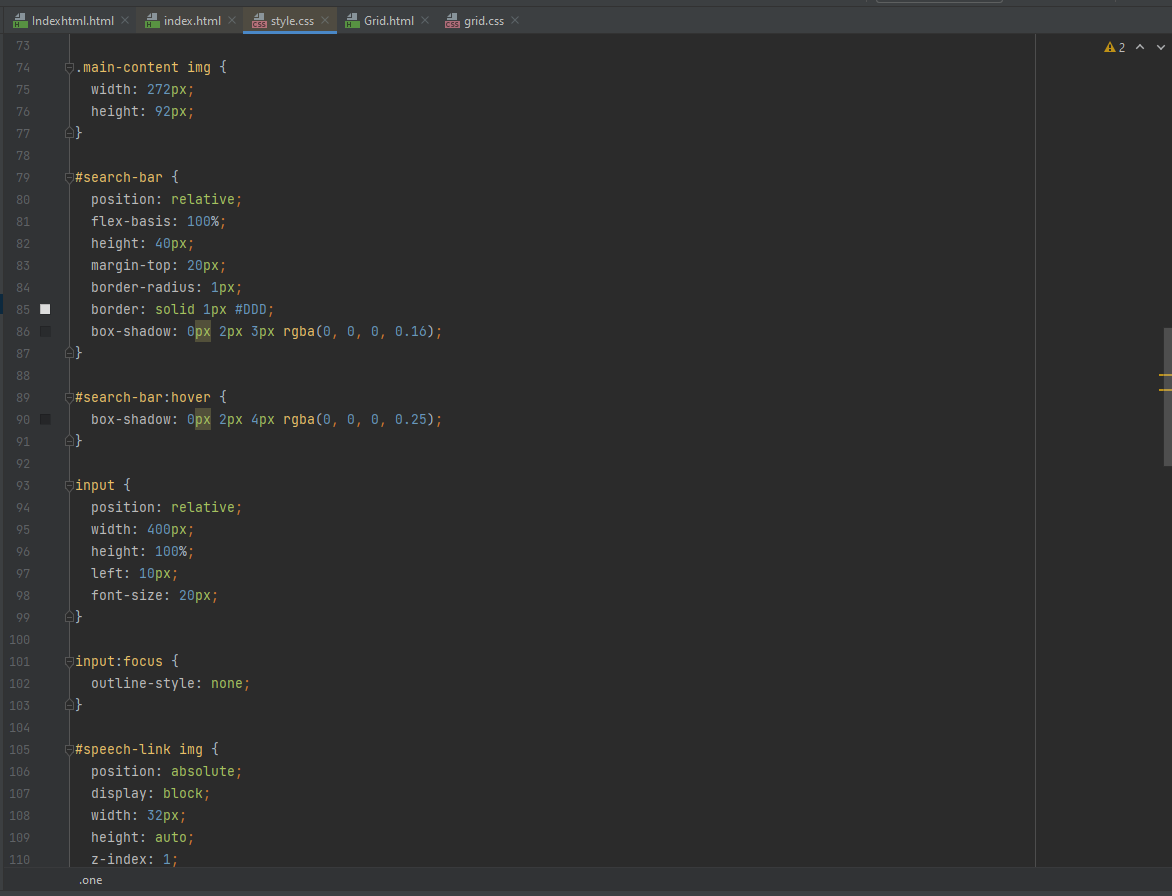 Indexhtml.html index.html style.css Grid.html grid.css
2
73
74 .main-content img {
75 width: 272px;
76 height: 92px;
77 }
78
79 #search-bar {
80 position: relative;
81 flex-basis: 100%;
82 height: 40px;
83 margin-top: 20px;
84 border-radius: 1px;
85 border: solid 1px #DDD;
86 box-shadow: 0px 2px 3px rgba(0, 0, 0, 0.16);
87 }
88
89 #search-bar:hover {
90 box-shadow: 0px 2px 4px rgba(0, 0, 0, 0.25);
91 }
92
93 input {
94 position: relative;
95 width: 400px;
96 height: 100%;
97 left: 10px;
98 font-size: 20px;
99 }
100
101 input:focus {
102 outline-style: none;
103 }
104
105 #speech-link img {
106 position: absolute;
107 display: block;
108 width: 32px;
109 height: auto;
110 z-index: 1;
.one